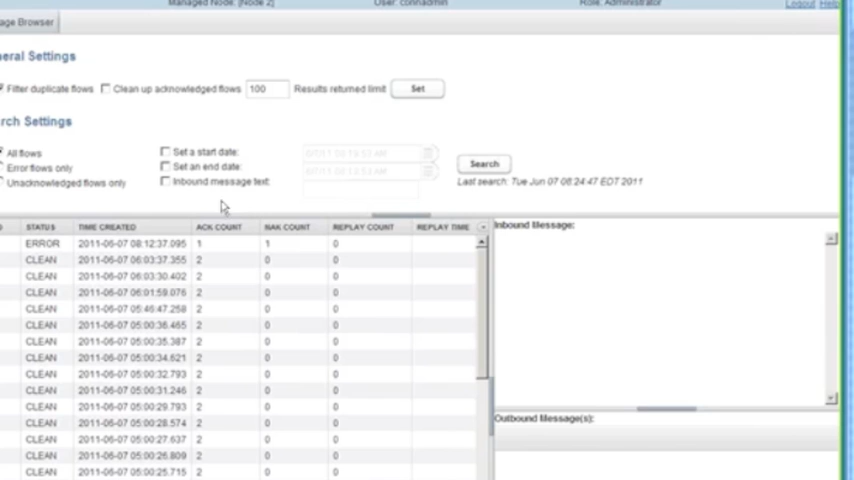 Managed Node: [Node 2] User: connadmin Role: Administrator Logout Help
age Browser
neral Settings
Filter duplicate flows Clean up acknowledged flows 100 Results returned limit Set
rch Settings
All flows Set a start date:
Error flows only Set an end date: Search
Unacknowledged flows only Inbound message text: Last search: Tue Jun 07 08:24:47 EDT 2011
STATUS TIME CREATED ACK COUNT NAK COUNT REPLAY COUNT REPLAY TIME Inbound Message:
ERROR 2011-06-07 08:12:37.095 1 1 0
CLEAN 2011-06-07 06:03:37.355 2 0 0
CLEAN 2011-06-07 06:03:30.402 2 0 0
CLEAN 2011-06-07 06:01:59.076 2 0 0
CLEAN 2011-06-07 05:46:47.258 2 0 0
CLEAN 2011-06-07 05:00:36.465 2 0 0
CLEAN 2011-06-07 05:00:35.387 2 0 0
CLEAN 2011-06-07 05:00:34.621 2 0 0
CLEAN 2011-06-07 05:00:32.793 2 0 0
CLEAN 2011-06-07 05:00:31.246 2 0 0
CLEAN 2011-06-07 05:00:29.793 2 0 0
CLEAN 2011-06-07 05:00:28.574 2 0 0 Outbound Message(s):
CLEAN 2011-06-07 05:00:27.637 2 0 0
CLEAN 2011-06-07 05:00:26.809 2 0 0
CLEAN 2011-06-07 05:00:25.715 2 0 0